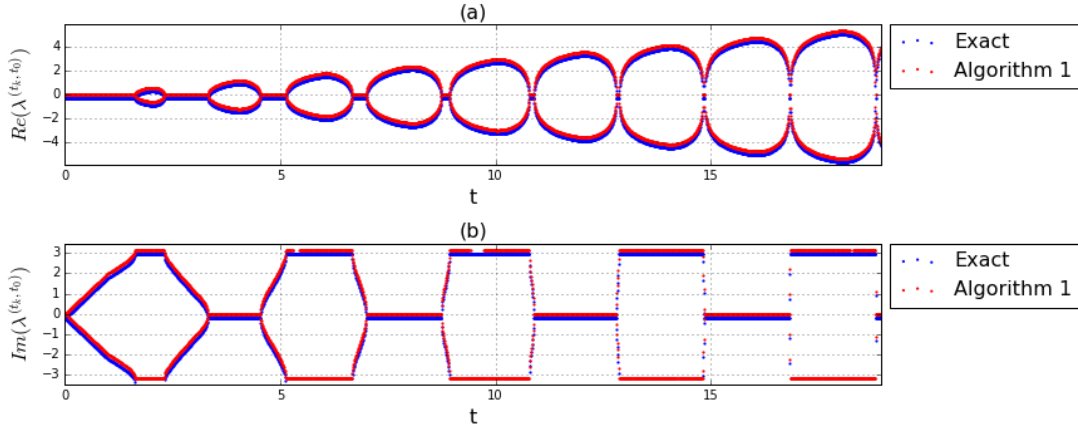 (a)
Re(λ^(t_k, t_0))
4
2
0
−2
−4
0 5 10 15
t
Exact
Algorithm 1
(b)
Im(λ^(t_k, t_0))
3
2
1
0
−1
−2
−3
0 5 10 15
t
Exact
Algorithm 1